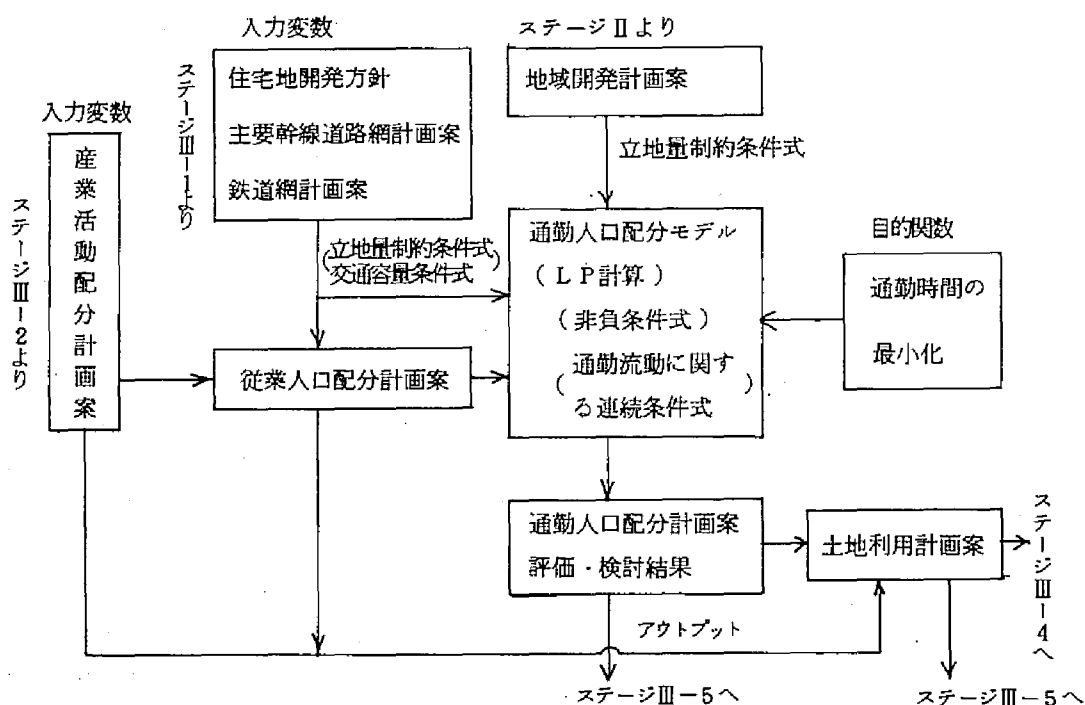 入力変数
ステージⅢ-2より
産業活動配分計画案
入力変数
ステージⅢ-1より
住宅地開発方針
主要幹線道路網計画案
鉄道網計画案
ステージⅡより
地域開発計画案
立地量制約条件式
(立地量制約条件式
交通容量条件式)
従業人口配分計画案
通勤人口配分モデル
(LP計算)
(非負条件式)
(通勤流動に関す
る連続条件式)
目的関数
通勤時間の
最小化
通勤人口配分計画案
評価・検討結果
土地利用計画案
ステージⅢ-4へ
アウトプット
ステージⅢ-5へ
ステージⅢ-5へ